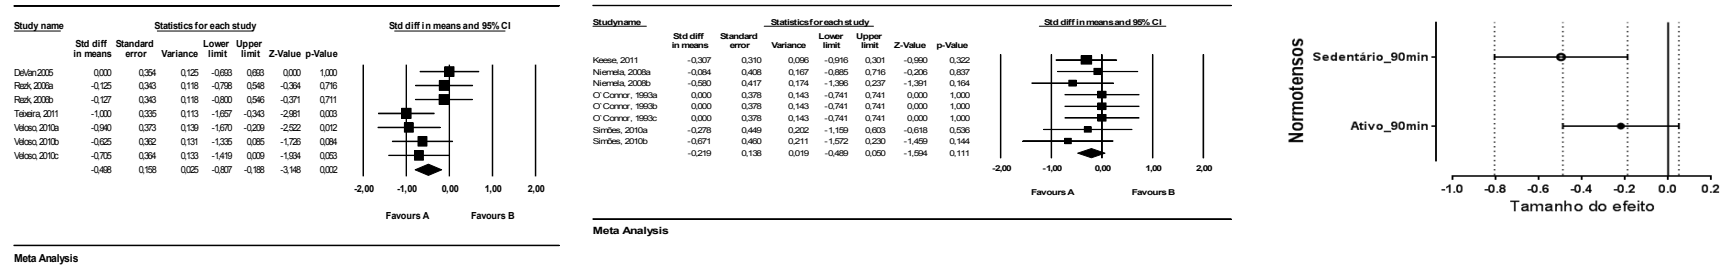 Study name Statistics for each study Std diff in means and 95% CI
Std diff Standard Lower Upper
in means error Variance limit limit Z-Value p-Value
DeVan 2005 0,000 0,354 0,125 -0,693 0,693 0,000 1,000
Rezk, 2006a -0,125 0,343 0,118 -0,798 0,548 -0,364 0,716
Rezk, 2006b -0,127 0,343 0,118 -0,800 0,546 -0,371 0,711
Teixeira, 2011 -1,000 0,335 0,113 -1,657 -0,343 -2,981 0,003
Veloso, 2010a -0,940 0,373 0,139 -1,670 -0,209 -2,522 0,012
Veloso, 2010b -0,625 0,362 0,131 -1,335 0,085 -1,726 0,084
Veloso, 2010c -0,705 0,364 0,133 -1,419 0,009 -1,934 0,053
-0,498 0,158 0,025 -0,807 -0,188 -3,148 0,002
-2,00 -1,00 0,00 1,00 2,00
Favours A Favours B
Meta Analysis
Studyname Statistics for each study Std diff in means and 95% CI
Std diff Standard Lower Upper
in means error Variance limit limit Z-Value p-Value
Keese, 2011 -0,307 0,310 0,096 -0,916 0,301 -0,990 0,322
Niemela, 2008a -0,084 0,408 0,167 -0,885 0,716 -0,206 0,837
Niemela, 2008b -0,580 0,417 0,174 -1,396 0,237 -1,391 0,164
O´Connor, 1993a 0,000 0,378 0,143 -0,741 0,741 0,000 1,000
O´Connor, 1993b 0,000 0,378 0,143 -0,741 0,741 0,000 1,000
O´Connor, 1993c 0,000 0,378 0,143 -0,741 0,741 0,000 1,000
Simões, 2010a -0,278 0,449 0,202 -1,159 0,603 -0,618 0,536
Simões, 2010b -0,671 0,460 0,211 -1,572 0,230 -1,459 0,144
-0,219 0,138 0,019 -0,489 0,050 -1,594 0,111
-2,00 -1,00 0,00 1,00 2,00
Favours A Favours B
Meta Analysis
Normotensos
Sedentário_90min
Ativo_90min
-1.0 -0.8 -0.6 -0.4 -0.2 0.0 0.2
Tamanho do efeito